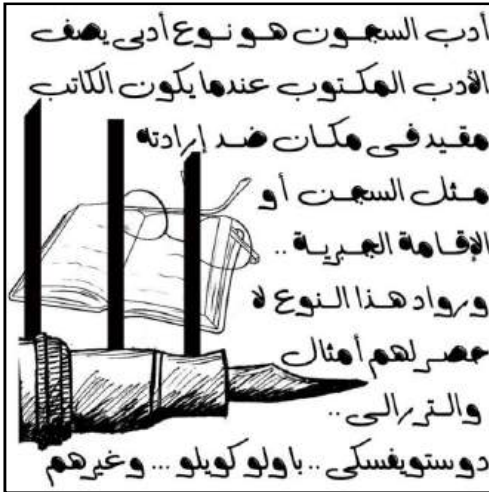 أدب السجون هو نوع أدبى يصف
الأدب المكتوب عندما يكون الكاتب
مقيد فى مكان ضد إرادته
مثل السجن أو
الإقامة الجبرية ..
ورواد هذا النوع لا
حصر لهم أمثال
والتر رالى ..
دوستويفسكى .. باولو كويلو ... وغيرهم